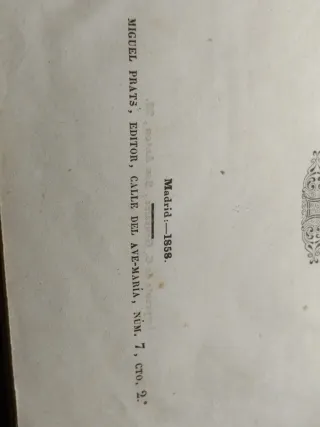 Madrid:—1858.
MIGUEL PRATS, EDITOR, CALLE DEL AVE-MARÍA, NÚM. 7, CTO. 2.º